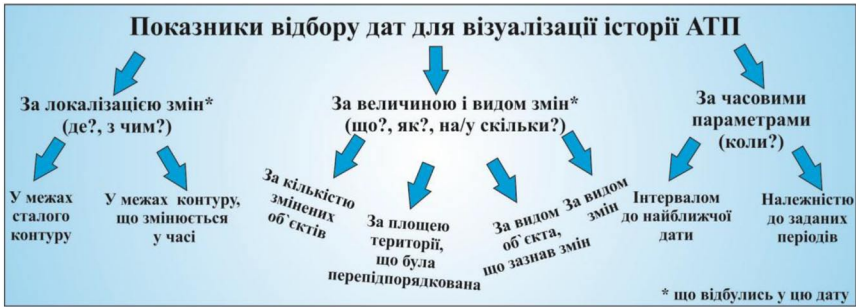 Показники відбору дат для візуалізації історії АТП
За локалізацією змін*
(де?, з чим?)
За величиною і видом змін*
(що?, як?, на/у скільки?)
За часовими
параметрами
(коли?)
У межах
сталого
контуру
У межах контуру,
що змінюється
у часі
За кількістю
змінених
об`єктів
За площею
території,
що була
перепідпорядкована
За видом
об`єкта,
що зазнав змін
За видом
змін
Інтервалом
до найближчої
дати
Належністю
до заданих
періодів
* що відбулись у цю дату